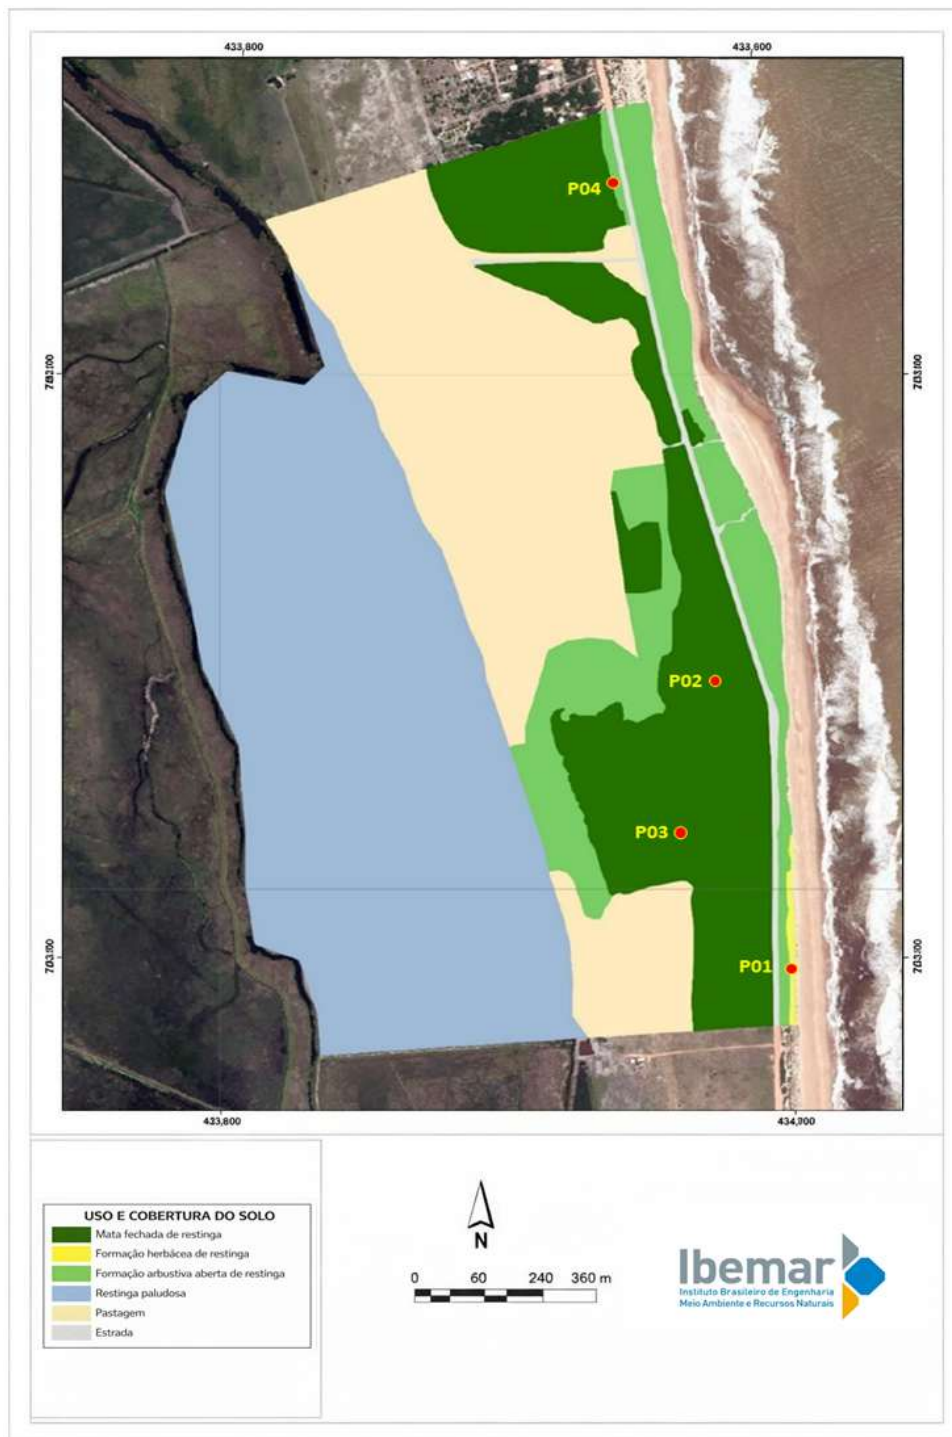 433,800 433,600
P04
P02
P03
P01
433,800 434,700
USO E COBERTURA DO SOLO
Mata fechada de restinga
Formação herbácea de restinga
Formação arbustiva aberta de restinga
Restinga paludosa
Pastagem
Estrada
N
0 60 240 360 m
Ibemar
Instituto Brasileiro de Engenharia
Meio Ambiente e Recursos Naturais